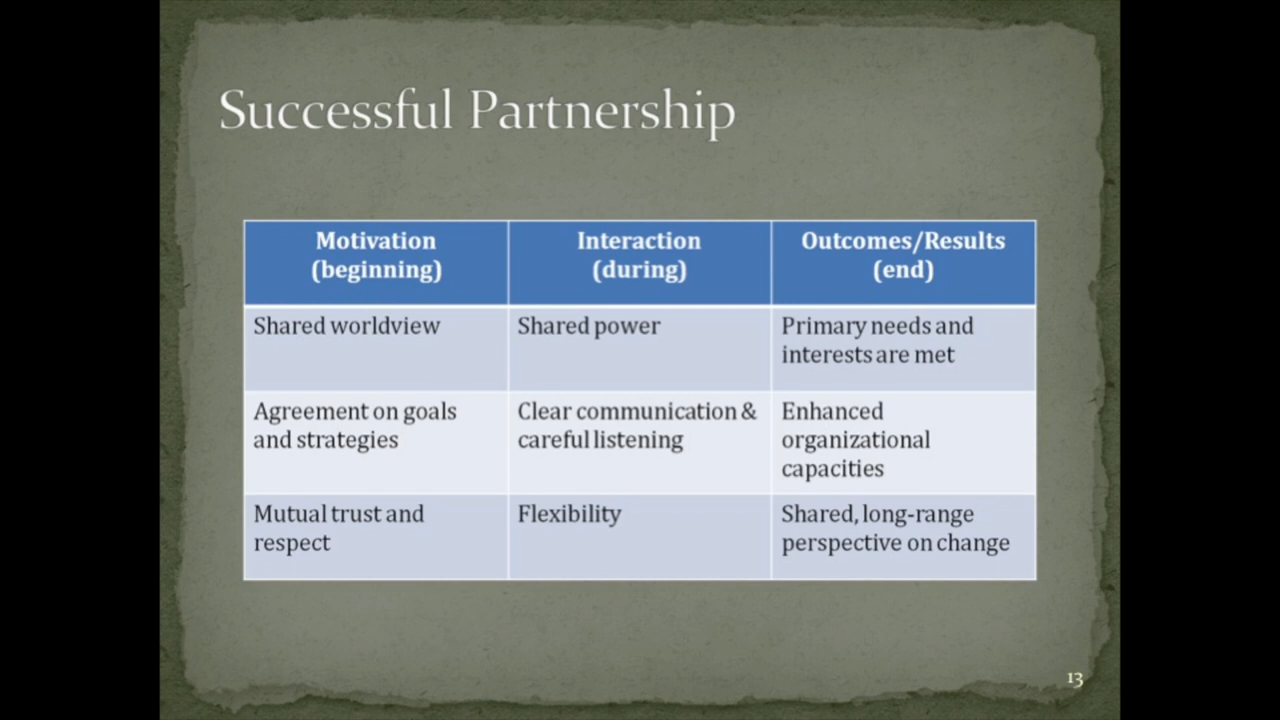 Successful Partnership
Motivation
(beginning)
Interaction
(during)
Outcomes/Results
(end)
Shared worldview
Shared power
Primary needs and
interests are met
Agreement on goals
and strategies
Clear communication &
careful listening
Enhanced
organizational
capacities
Mutual trust and
respect
Flexibility
Shared, long-range
perspective on change
13